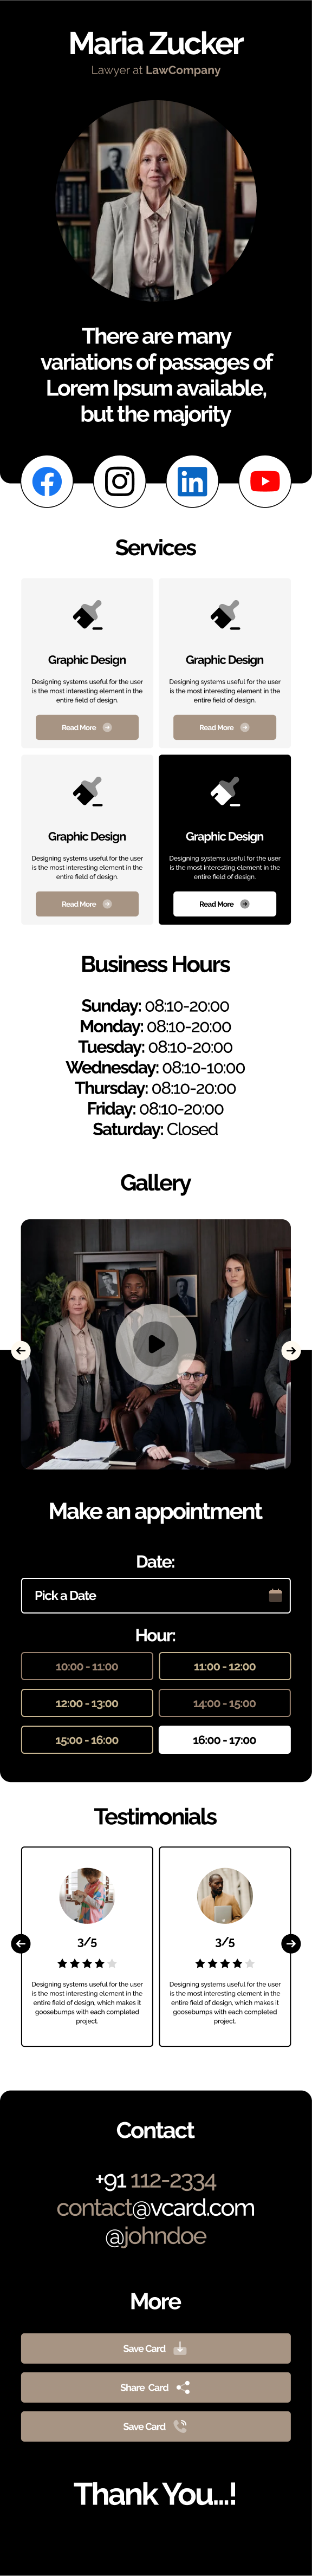 Maria Zucker
Lawyer at LawCompany
There are many
variations of passages of
Lorem Ipsum available,
but the majority
Services
Graphic Design
Designing systems useful for the user
is the most interesting element in the
entire field of design.
Read More
Graphic Design
Designing systems useful for the user
is the most interesting element in the
entire field of design.
Read More
Graphic Design
Designing systems useful for the user
is the most interesting element in the
entire field of design.
Read More
Graphic Design
Designing systems useful for the user
is the most interesting element in the
entire field of design.
Read More
Business Hours
Sunday: 08:10-20:00
Monday: 08:10-20:00
Tuesday: 08:10-20:00
Wednesday: 08:10-10:00
Thursday: 08:10-20:00
Friday: 08:10-20:00
Saturday: Closed
Gallery
Make an appointment
Date:
Pick a Date
Hour:
10:00 - 11:00
11:00 - 12:00
12:00 - 13:00
14:00 - 15:00
15:00 - 16:00
16:00 - 17:00
Testimonials
3/5
Designing systems useful for the user
is the most interesting element in the
entire field of design, which makes it
goosebumps with each completed
project.
3/5
Designing systems useful for the user
is the most interesting element in the
entire field of design, which makes it
goosebumps with each completed
project.
Contact
+91 112-2334
contact@vcard.com
@johndoe
More
Save Card
Share Card
Save Card
Thank You...!